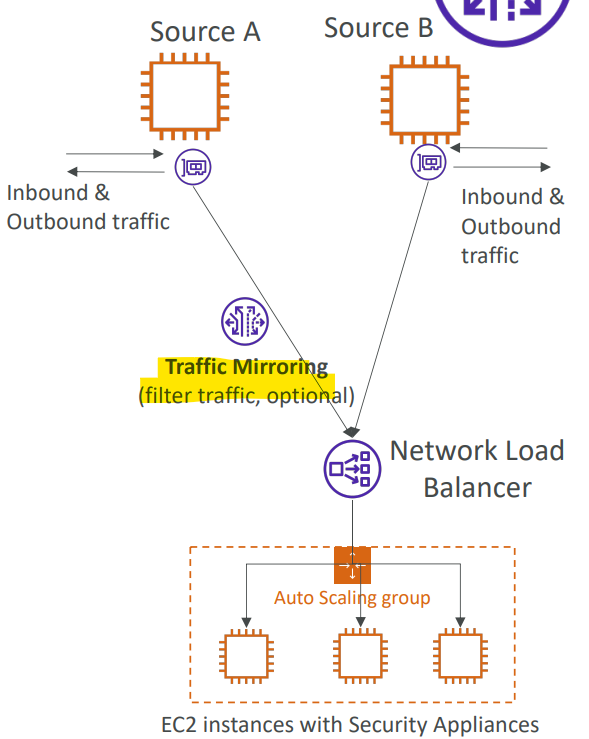 Source A
Source B
Inbound &
Outbound traffic
Inbound &
Outbound
traffic
Traffic Mirroring
(filter traffic, optional)
Network Load
Balancer
Auto Scaling group
EC2 instances with Security Appliances